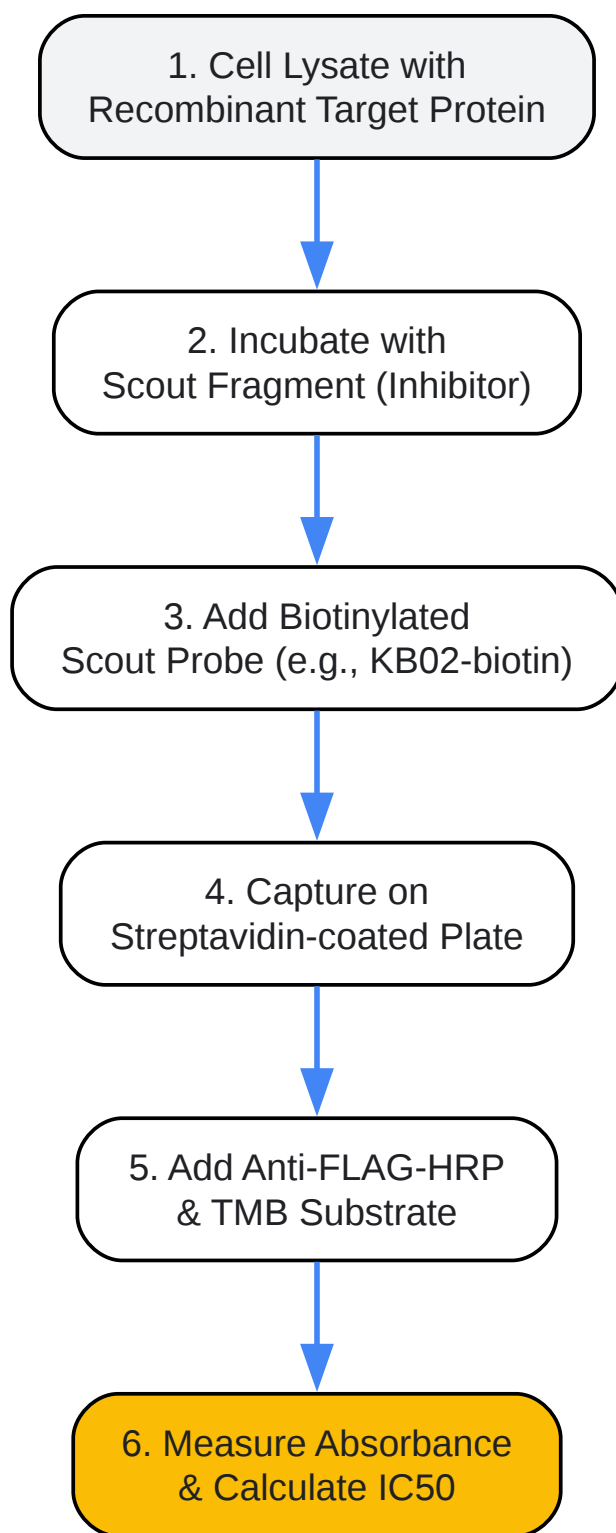 1. Cell Lysate with
Recombinant Target Protein
2. Incubate with
Scout Fragment (Inhibitor)
3. Add Biotinylated
Scout Probe (e.g., KB02-biotin)
4. Capture on
Streptavidin-coated Plate
5. Add Anti-FLAG-HRP
& TMB Substrate
6. Measure Absorbance
& Calculate IC50